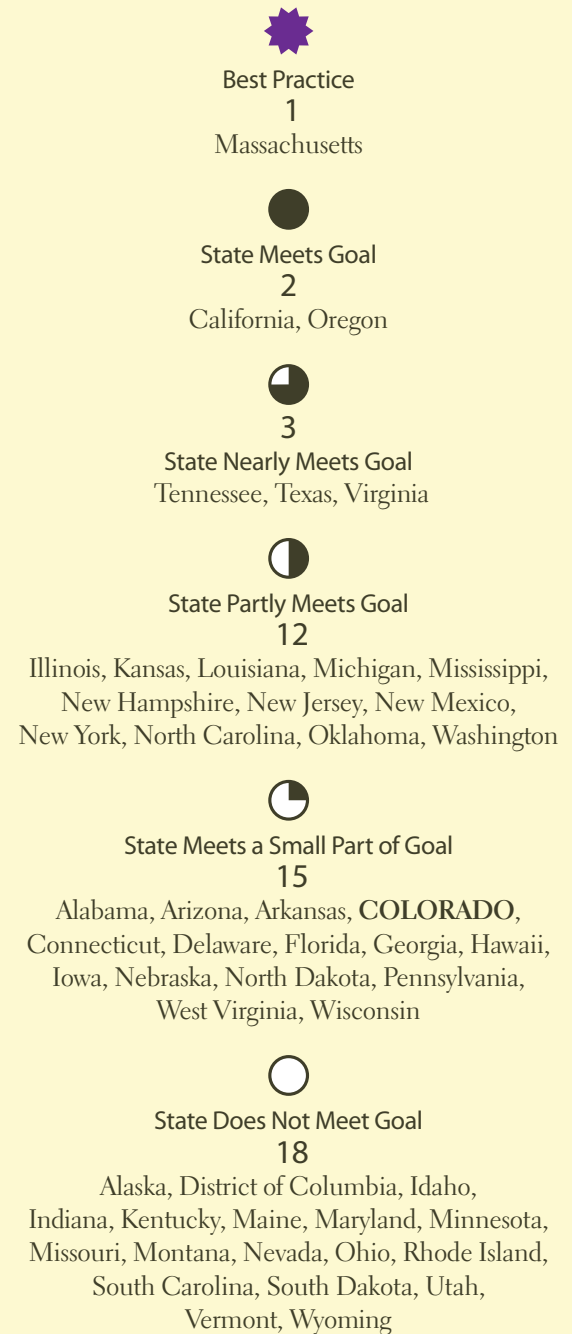 Best Practice
1
Massachusetts
State Meets Goal
2
California, Oregon
3
State Nearly Meets Goal
Tennessee, Texas, Virginia
State Partly Meets Goal
12
Illinois, Kansas, Louisiana, Michigan, Mississippi,
New Hampshire, New Jersey, New Mexico,
New York, North Carolina, Oklahoma, Washington
State Meets a Small Part of Goal
15
Alabama, Arizona, Arkansas, COLORADO,
Connecticut, Delaware, Florida, Georgia, Hawaii,
Iowa, Nebraska, North Dakota, Pennsylvania,
West Virginia, Wisconsin
State Does Not Meet Goal
18
Alaska, District of Columbia, Idaho,
Indiana, Kentucky, Maine, Maryland, Minnesota,
Missouri, Montana, Nevada, Ohio, Rhode Island,
South Carolina, South Dakota, Utah,
Vermont, Wyoming